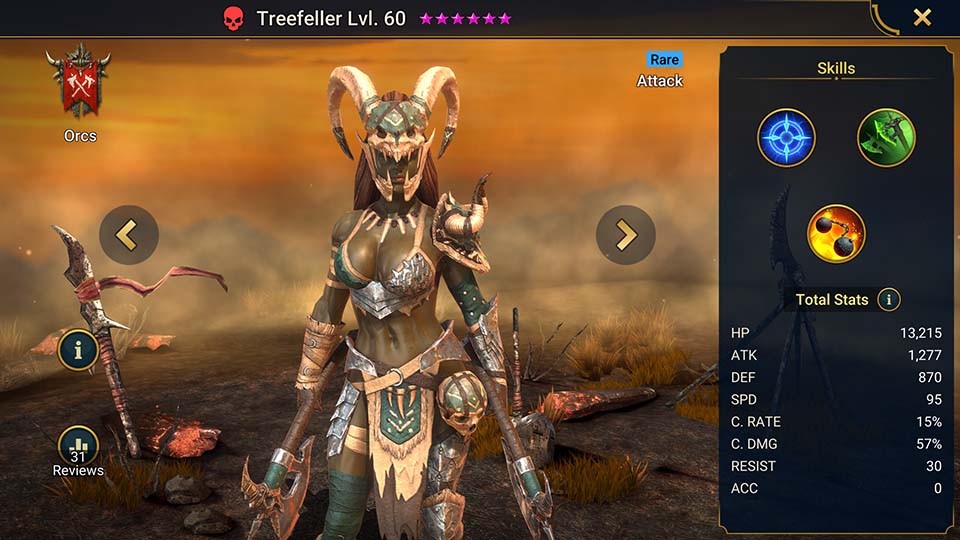 Treefeller Lvl. 60
Orcs
Rare
Attack
31
Reviews
Skills
Total Stats
HP 13,215
ATK 1,277
DEF 870
SPD 95
C. RATE 15%
C. DMG 57%
RESIST 30
ACC 0